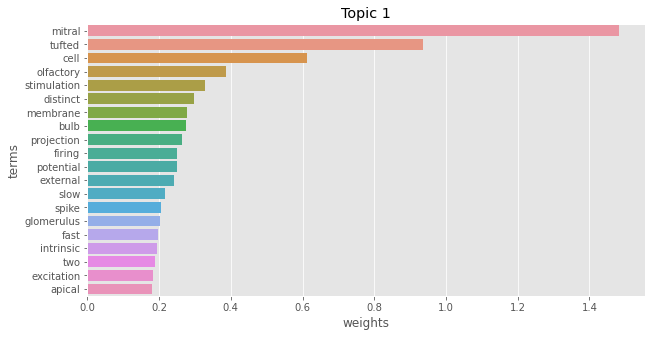 Topic 1
mitral
tufted
cell
olfactory
stimulation
distinct
membrane
bulb
projection
firing
potential
external
slow
spike
glomerulus
fast
intrinsic
two
excitation
apical
terms
0.0 0.2 0.4 0.6 0.8 1.0 1.2 1.4
weights